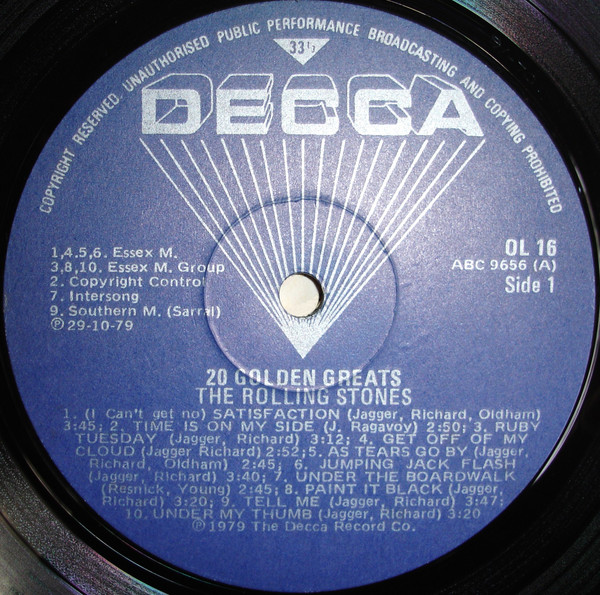 COPYRIGHT RESERVED. UNAUTHORISED PUBLIC PERFORMANCE BROADCASTING AND COPYING PROHIBITED
33⅓
DECCA
1,4.5,6. Essex M.
3,8,10. Essex M. Group
2. Copyright Control
7. Intersong
9. Southern M. (Sarral)
℗ 29-10-79
OL 16
ABC 9656 (A)
Side 1
20 GOLDEN GREATS
THE ROLLING STONES
1. (I Can't get no) SATISFACTION (Jagger, Richard, Oldham)
3:45; 2. TIME IS ON MY SIDE (J. Ragavoy) 2:50; 3. RUBY
TUESDAY (Jagger, Richard) 3:12; 4. GET OFF OF MY
CLOUD (Jagger Richard) 2:52; 5. AS TEARS GO BY (Jagger,
Richard, Oldham) 2:45; 6. JUMPING JACK FLASH
(Jagger, Richard) 3:40; 7. UNDER THE BOARDWALK
(Resnick, Young) 2:45; 8. PAINT IT BLACK (Jagger,
Richard) 3:20; 9. TELL ME (Jagger, Richard) 3:47;
10. UNDER MY THUMB (Jagger, Richard) 3:20
℗ 1979 The Decca Record Co.